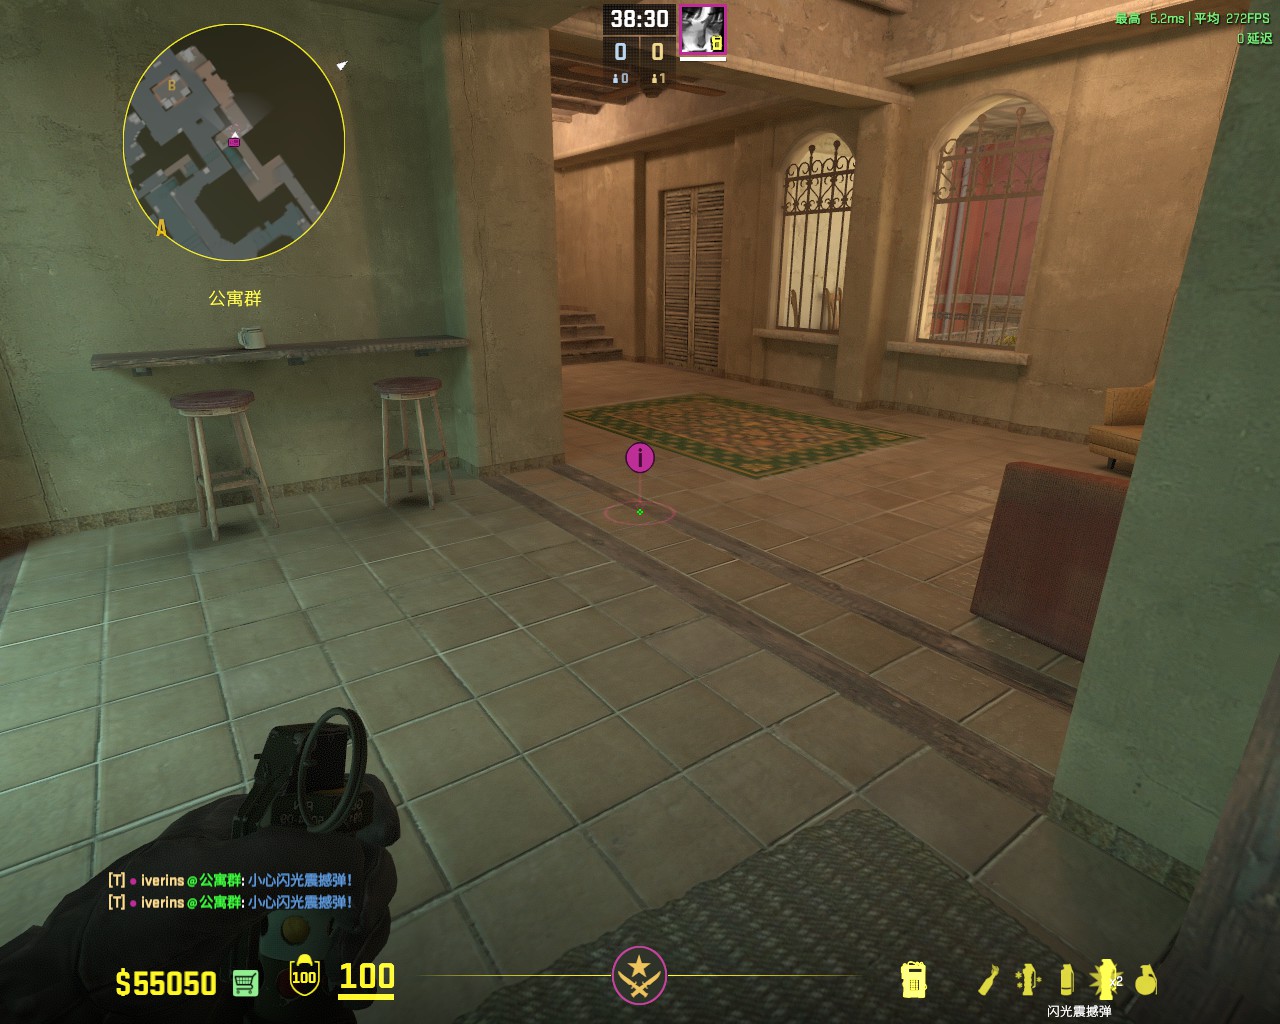 38:30
0 0
0 1
最高 5.2ms | 平均 272FPS
0 延迟
B
A
公寓群
i
[T] ● iverins @公寓群: 小心闪光震撼弹!
[T] ● iverins @公寓群: 小心闪光震撼弹!
$55050 100 100
x2
闪光震撼弹